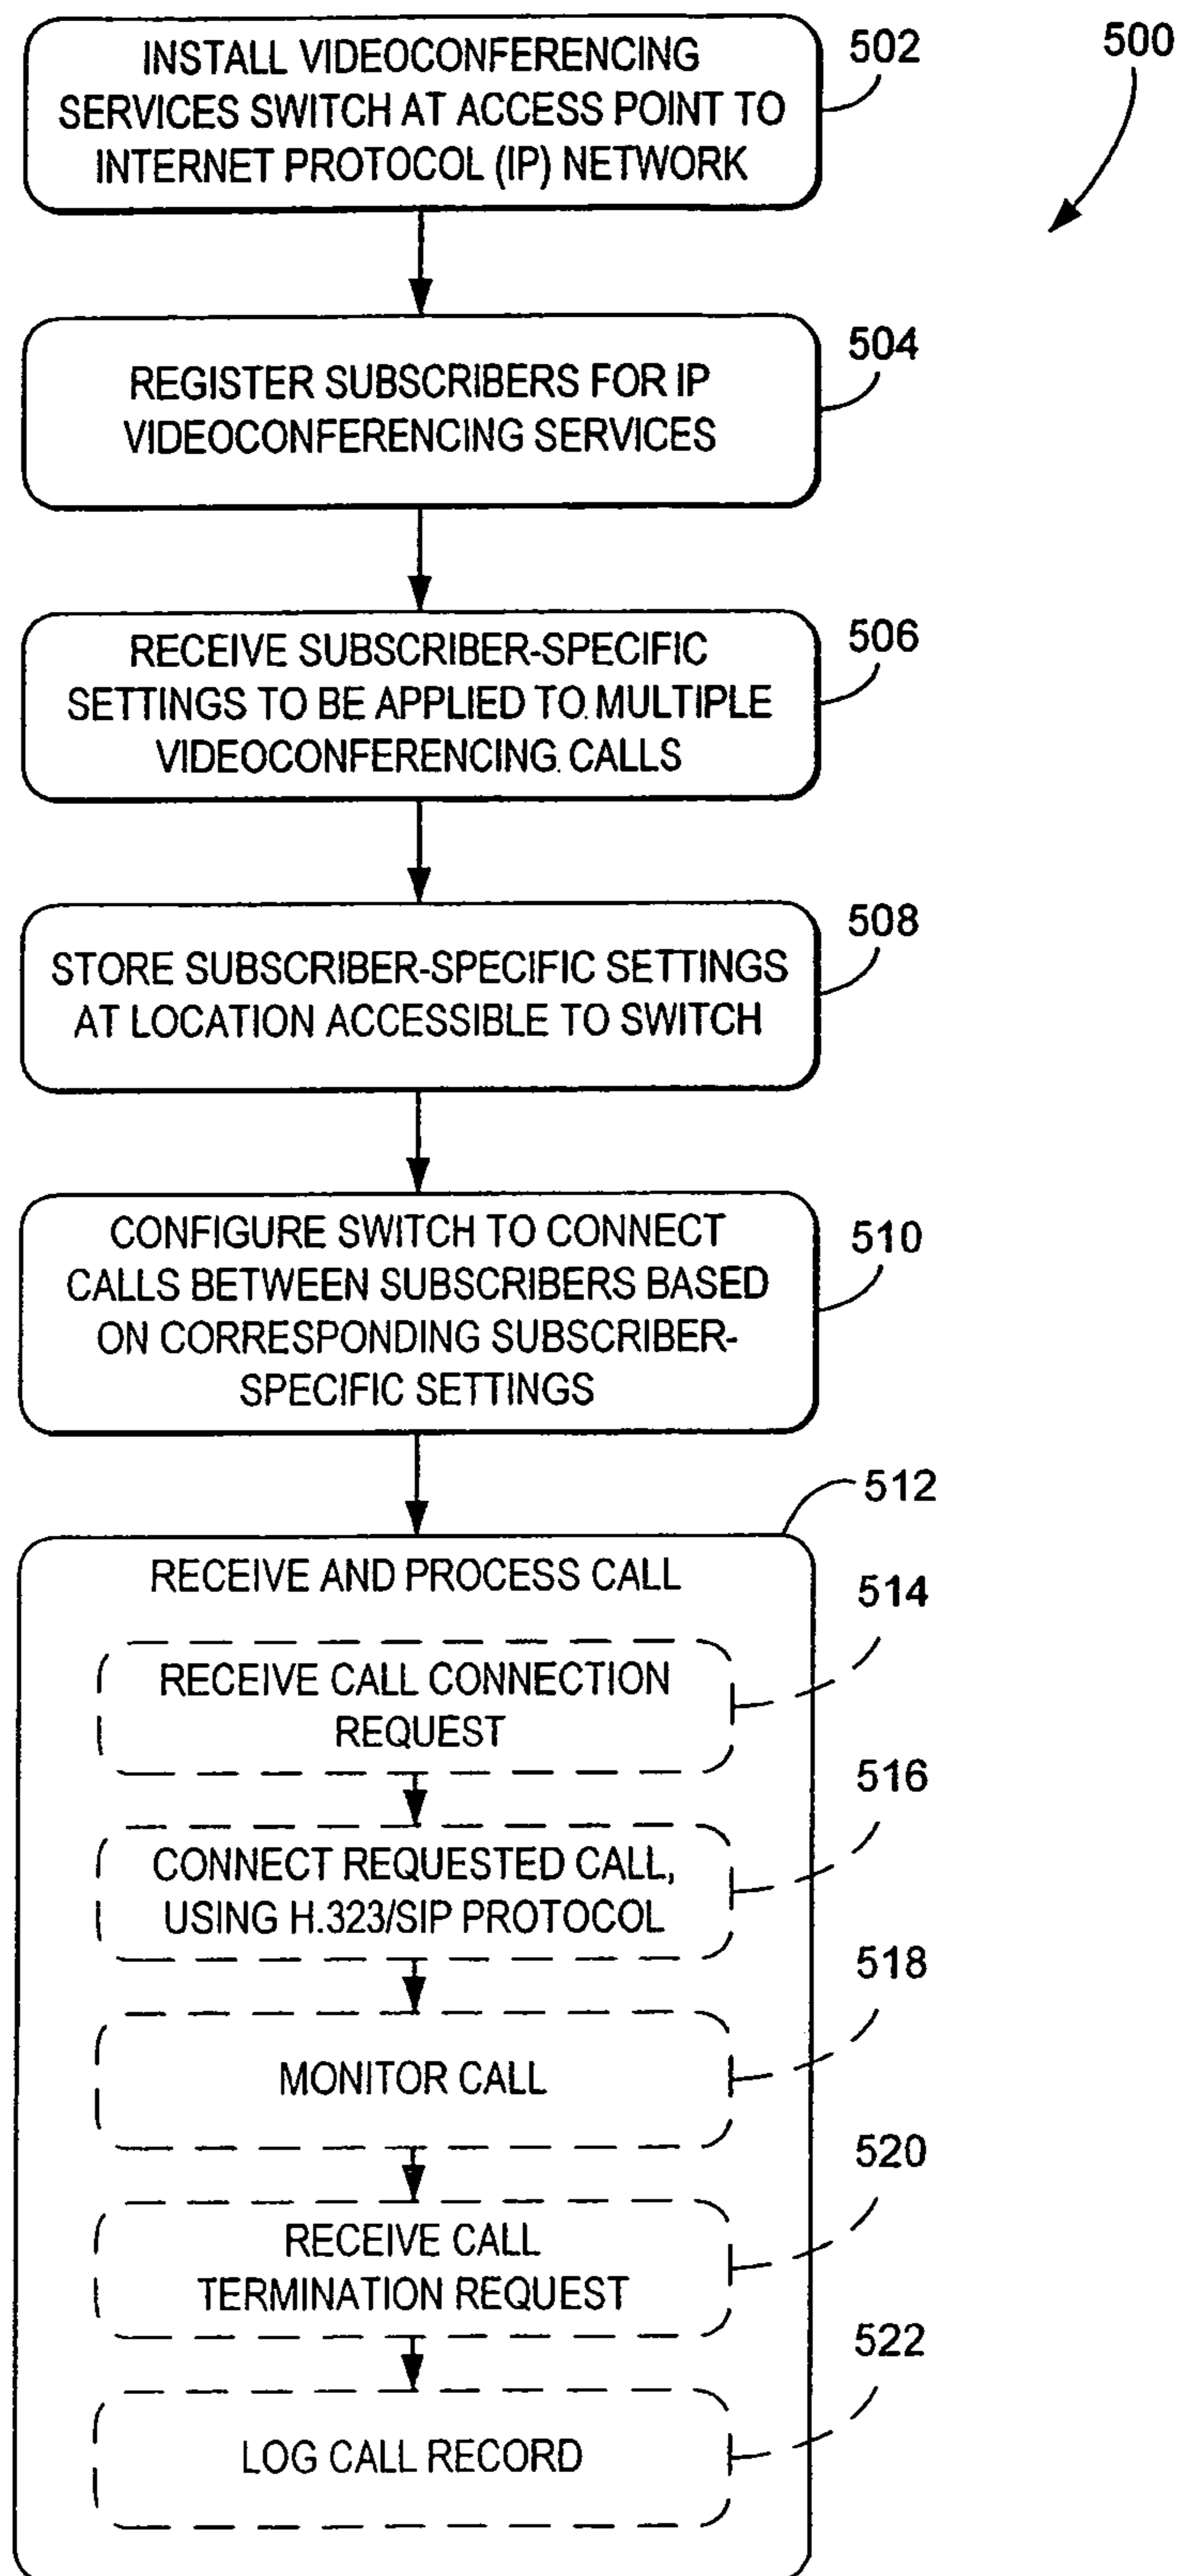 INSTALL VIDEOCONFERENCING
SERVICES SWITCH AT ACCESS POINT TO
INTERNET PROTOCOL (IP) NETWORK
502
500
REGISTER SUBSCRIBERS FOR IP
VIDEOCONFERENCING SERVICES
504
RECEIVE SUBSCRIBER-SPECIFIC
SETTINGS TO BE APPLIED TO MULTIPLE
VIDEOCONFERENCING CALLS
506
STORE SUBSCRIBER-SPECIFIC SETTINGS
AT LOCATION ACCESSIBLE TO SWITCH
508
CONFIGURE SWITCH TO CONNECT
CALLS BETWEEN SUBSCRIBERS BASED
ON CORRESPONDING SUBSCRIBER-
SPECIFIC SETTINGS
510
512
RECEIVE AND PROCESS CALL
514
RECEIVE CALL CONNECTION
REQUEST
516
CONNECT REQUESTED CALL,
USING H.323/SIP PROTOCOL
518
MONITOR CALL
520
RECEIVE CALL
TERMINATION REQUEST
522
LOG CALL RECORD